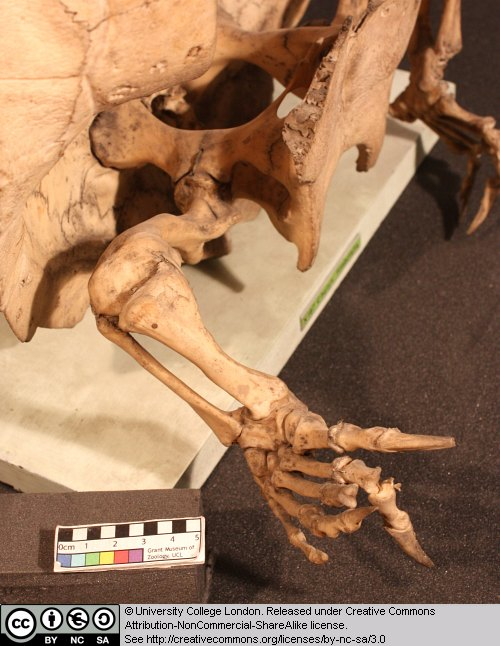 0cm 1 2 3 4 5
Grant Museum of
Zoology, UCL
© University College London. Released under Creative Commons
Attribution-NonCommercial-ShareAlike license.
See http://creativecommons.org/licenses/by-nc-sa/3.0
cc BY NC SA